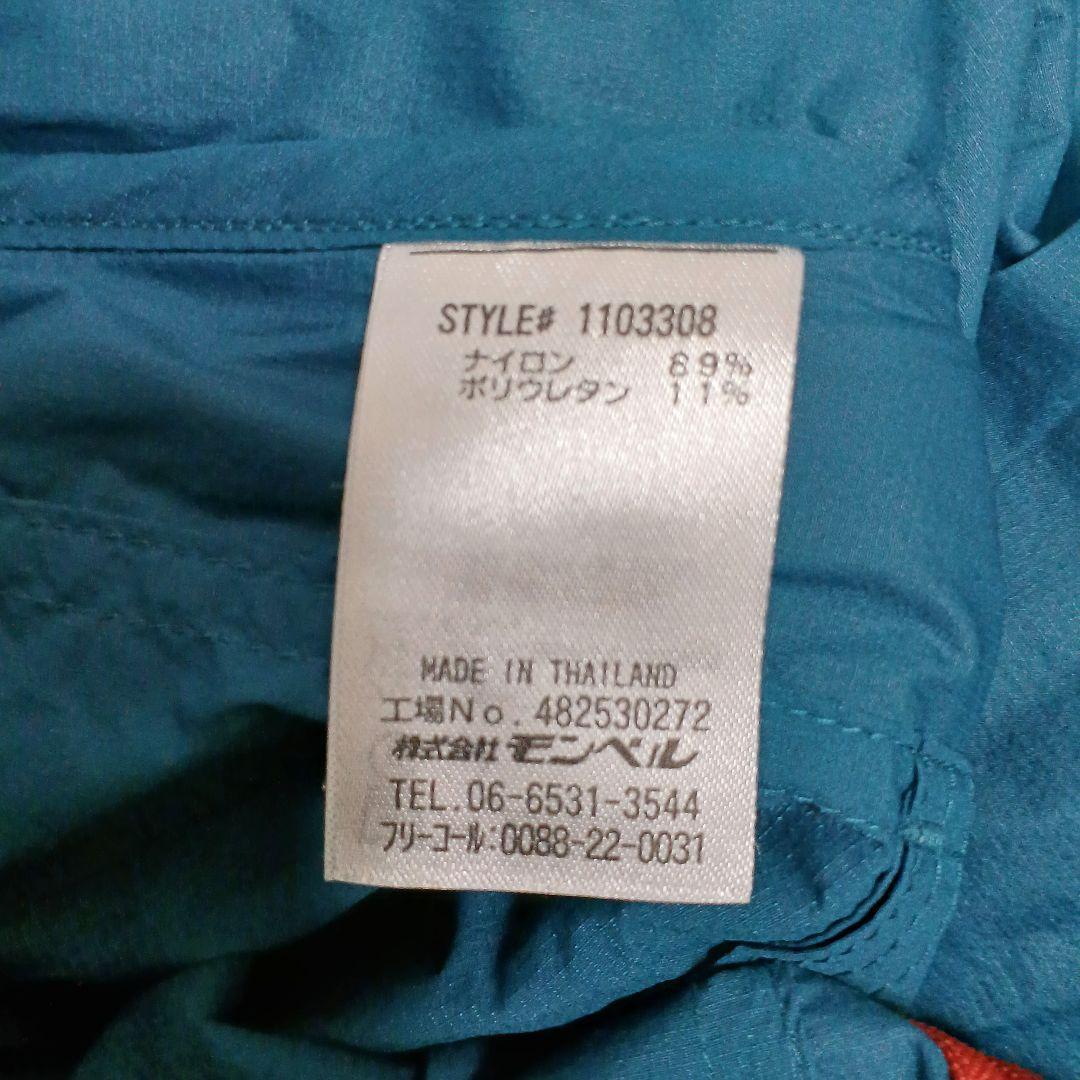 STYLE# 1103308
ナイロン 89%
ポリウレタン 11%
MADE IN THAILAND
工場No.482530272
株式会社モンベル
TEL.06-6531-3544
フリーコール:0088-22-0031